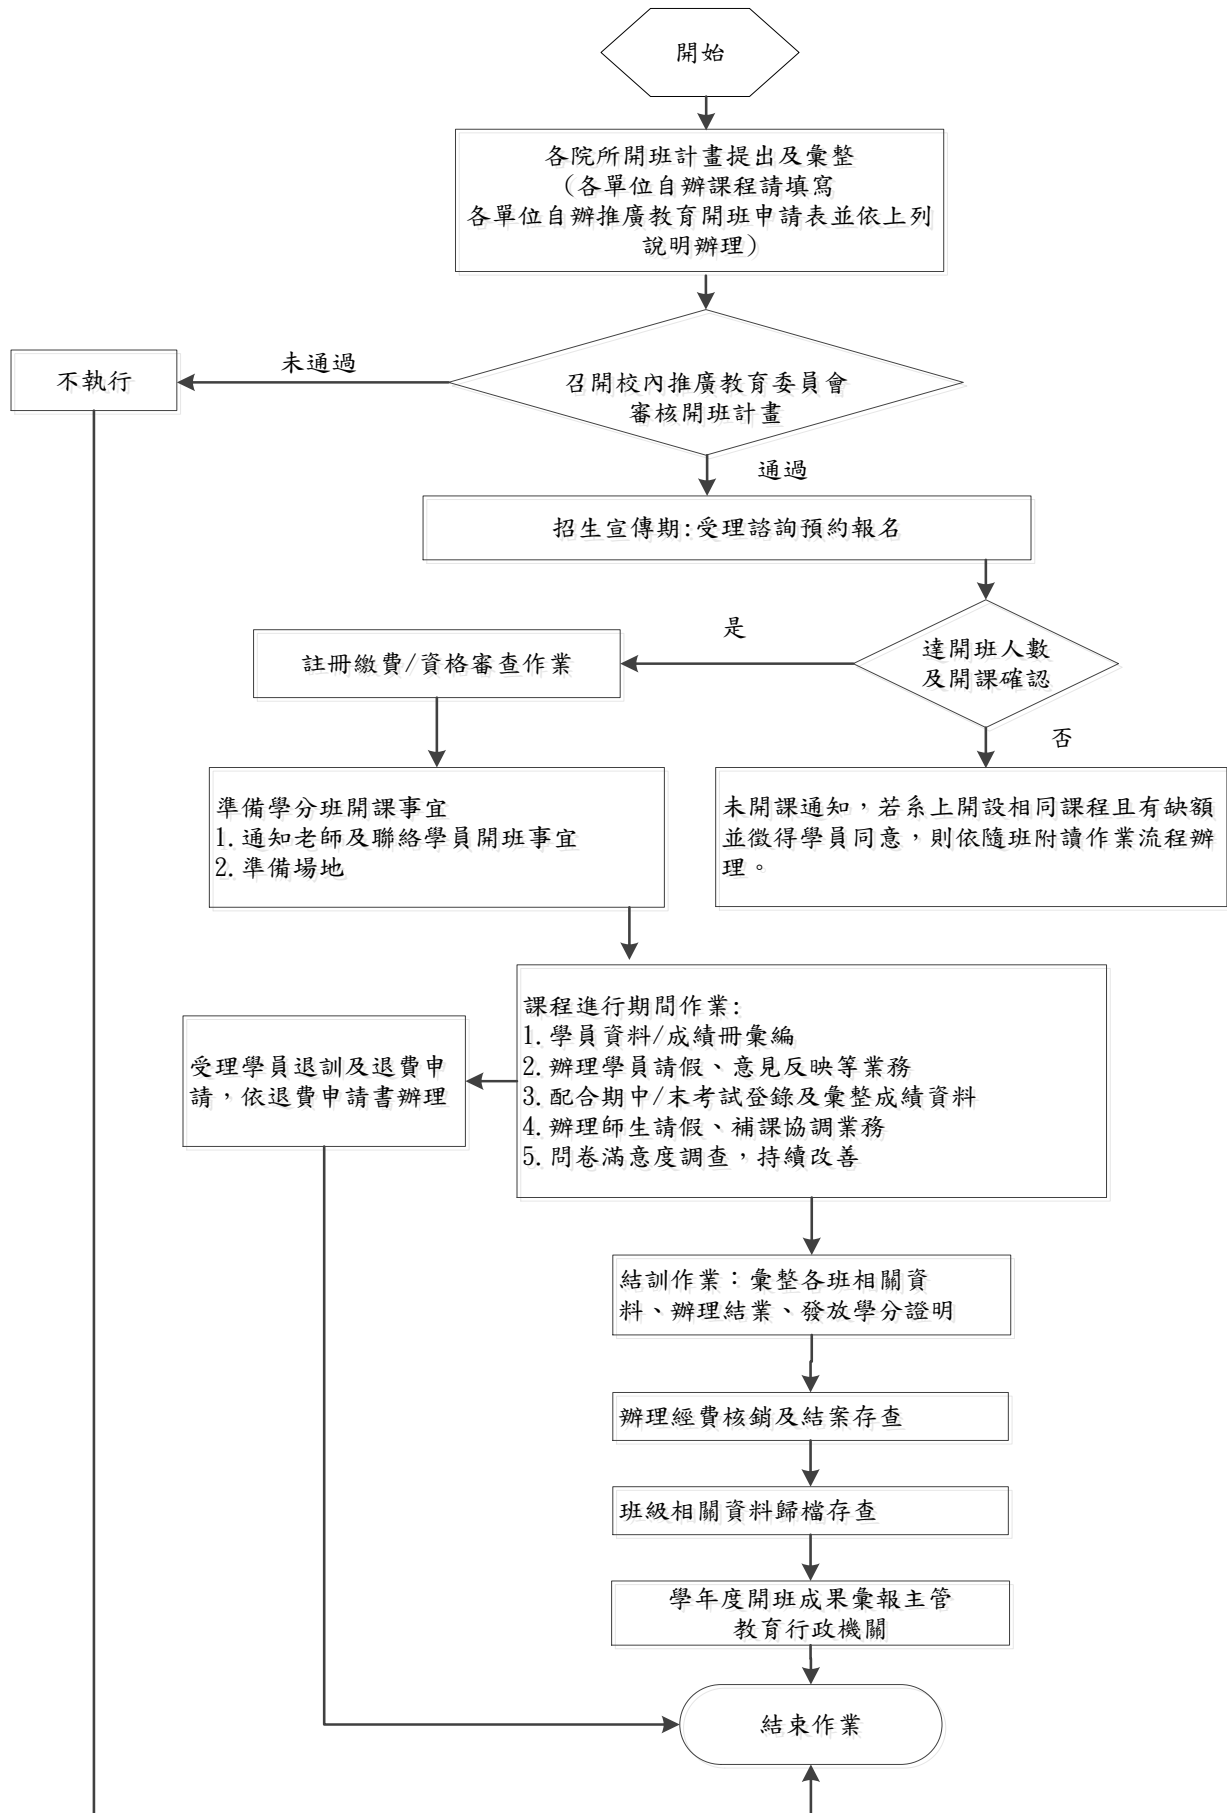 開始
各院所開班計畫提出及彙整
(各單位自辦課程請填寫
各單位自辦推廣教育開班申請表並依上列
說明辦理)
未通過
不執行
召開校內推廣教育委員會
審核開班計畫
通過
招生宣傳期:受理諮詢預約報名
是
註冊繳費/資格審查作業
達開班人數
及開課確認
否
準備學分班開課事宜
1.通知老師及聯絡學員開班事宜
2.準備場地
未開課通知，若系上開設相同課程且有缺額
並徵得學員同意，則依隨班附讀作業流程辦
理。
課程進行期間作業:
1.學員資料/成績冊彙編
2.辦理學員請假、意見反映等業務
3.配合期中/末考試登錄及彙整成績資料
4.辦理師生請假、補課協調業務
5.問卷滿意度調查，持續改善
受理學員退訓及退費申
請，依退費申請書辦理
結訓作業：彙整各班相關資
料、辦理結業、發放學分證明
辦理經費核銷及結案存查
班級相關資料歸檔存查
學年度開班成果彙報主管
教育行政機關
結束作業